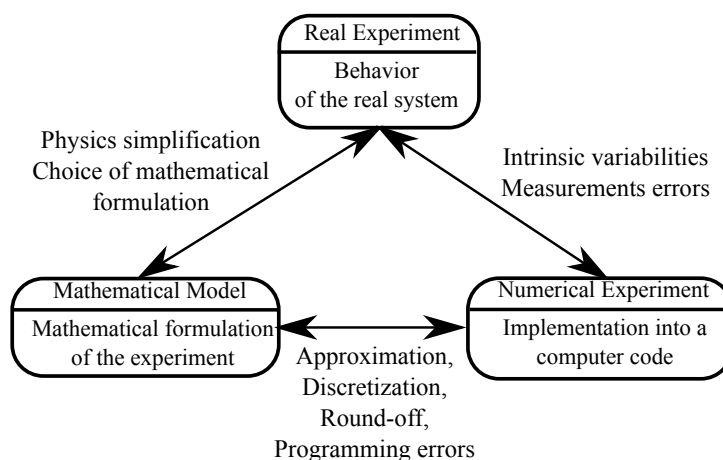 Real Experiment
Behavior
of the real system
Physics simplification
Choice of mathematical
formulation
Intrinsic variabilities
Measurements errors
Mathematical Model
Mathematical formulation
of the experiment
Numerical Experiment
Implementation into a
computer code
Approximation,
Discretization,
Round-off,
Programming errors